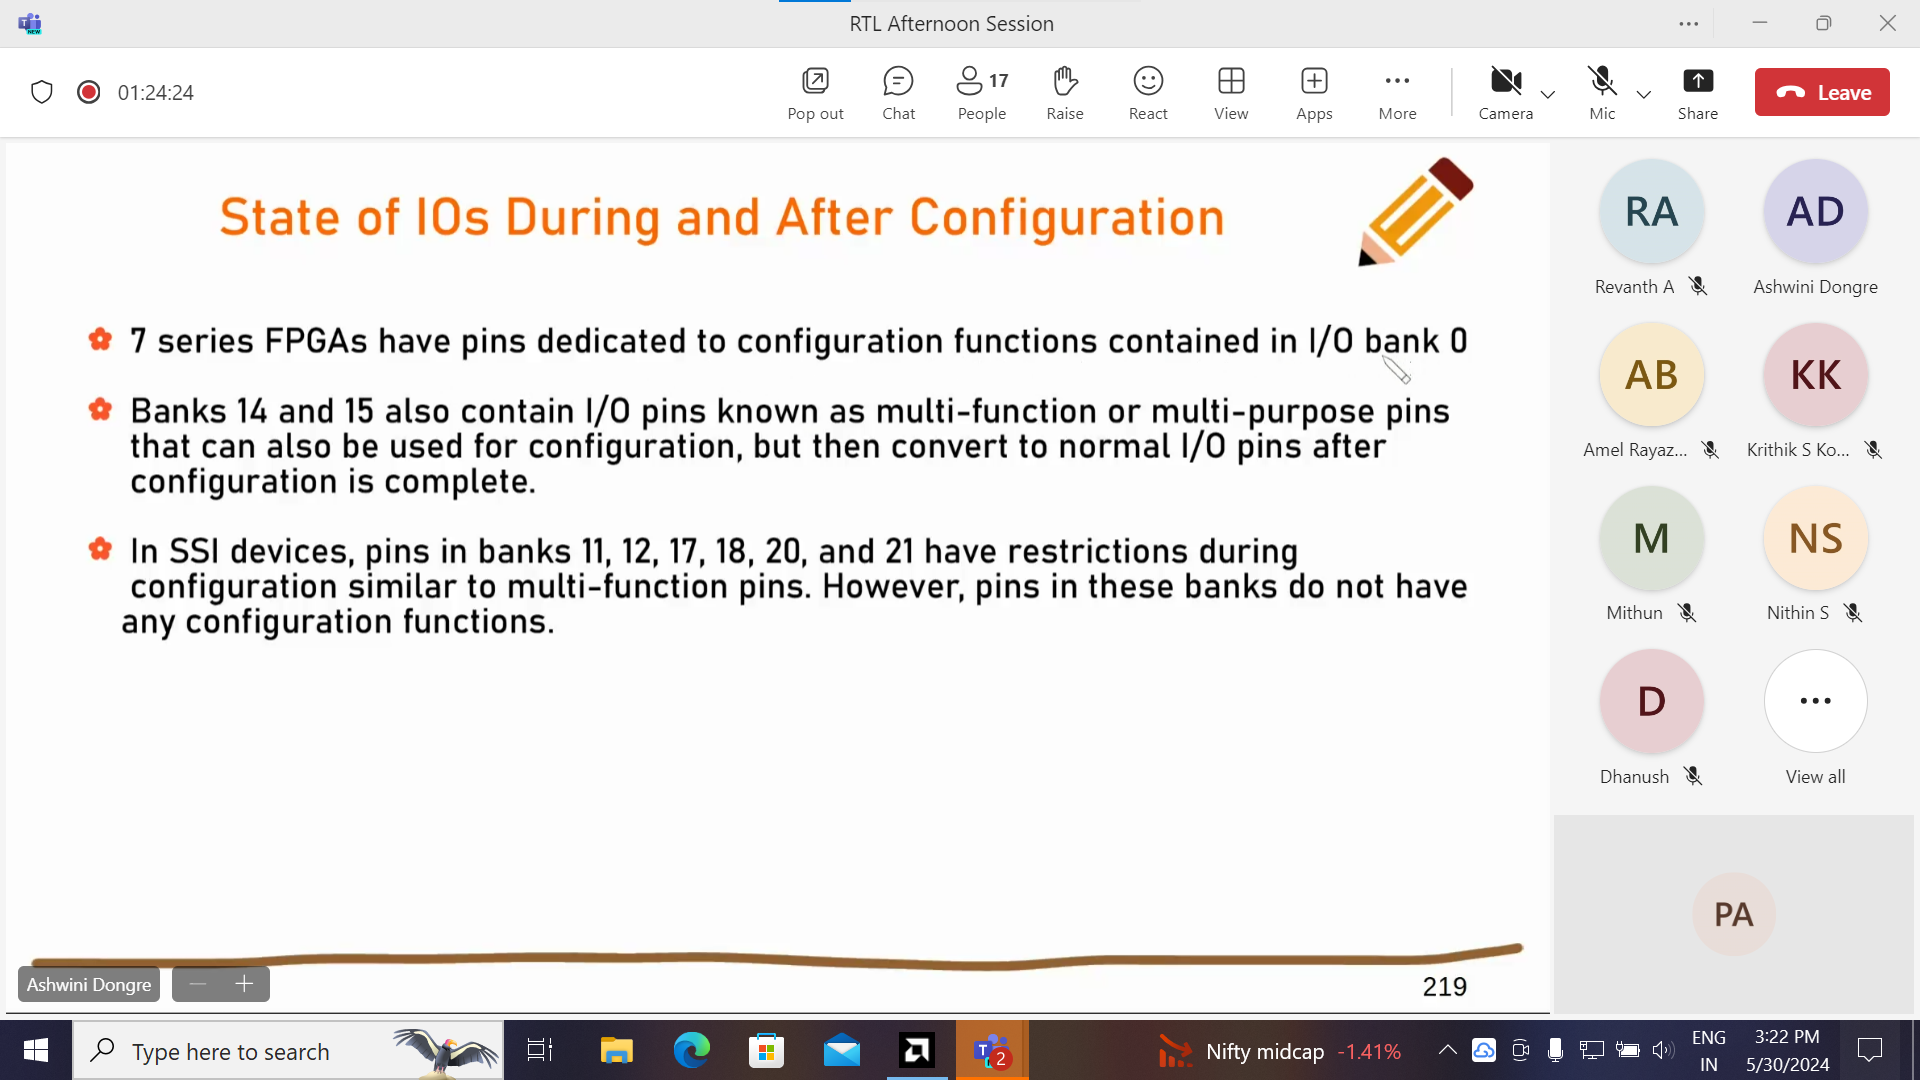 RTL Afternoon Session
NEW
01:24:24
Pop out
Chat
17
People
Raise
React
View
Apps
More
Camera
Mic
Share
Leave
State of IOs During and After Configuration
7 series FPGAs have pins dedicated to configuration functions contained in I/O bank 0
Banks 14 and 15 also contain I/O pins known as multi-function or multi-purpose pins
that can also be used for configuration, but then convert to normal I/O pins after
configuration is complete.
In SSI devices, pins in banks 11, 12, 17, 18, 20, and 21 have restrictions during
configuration similar to multi-function pins. However, pins in these banks do not have
any configuration functions.
219
Ashwini Dongre
RA
AD
Revanth A
Ashwini Dongre
AB
KK
Amel Rayaz...
Krithik S Ko...
M
NS
Mithun
Nithin S
D
Dhanush
View all
PA
Type here to search
T 2
Nifty midcap -1.41%
ENG
IN
3:22 PM
5/30/2024